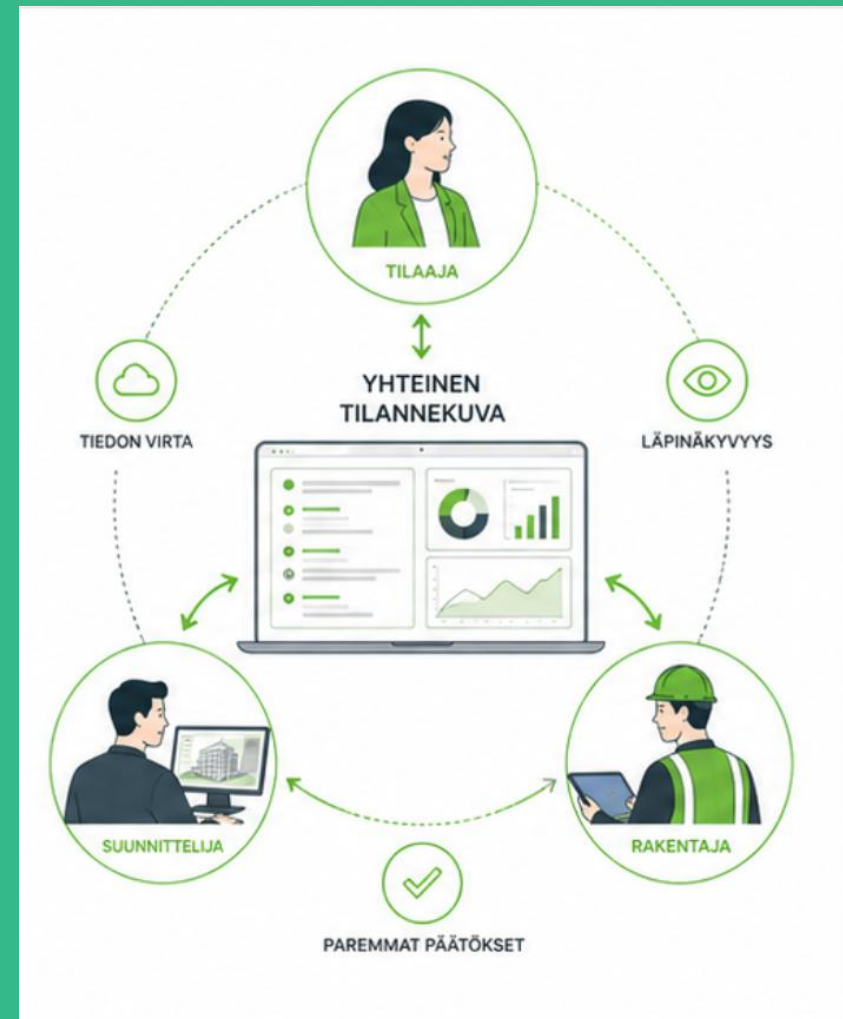 TILAAJA
YHTEINEN
TILANNEKUVA
TIEDON VIRTA
LÄPINÄKYVYYS
SUUNNITTELIJA
RAKENTAJA
PAREMMAT PÄÄTÖKSET